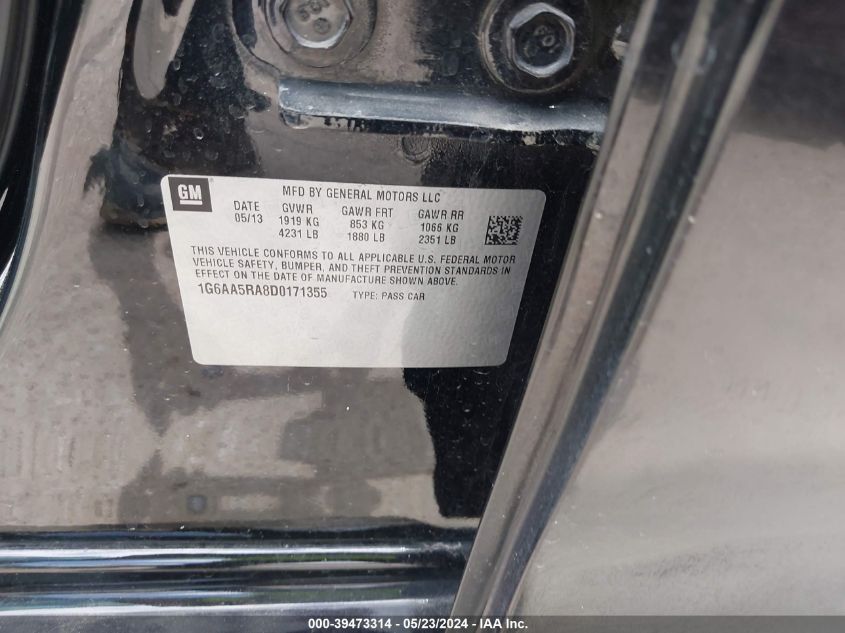 GM
MFD BY GENERAL MOTORS LLC
DATE GVWR GAWR FRT GAWR RR
05/13 1919 KG 853 KG 1066 KG
4231 LB 1880 LB 2351 LB
THIS VEHICLE CONFORMS TO ALL APPLICABLE U.S. FEDERAL MOTOR
VEHICLE SAFETY, BUMPER, AND THEFT PREVENTION STANDARDS IN
EFFECT ON THE DATE OF MANUFACTURE SHOWN ABOVE.
1G6AA5RA8D0171355 TYPE: PASS CAR
000-39473314 - 05/23/2024 - IAA Inc.